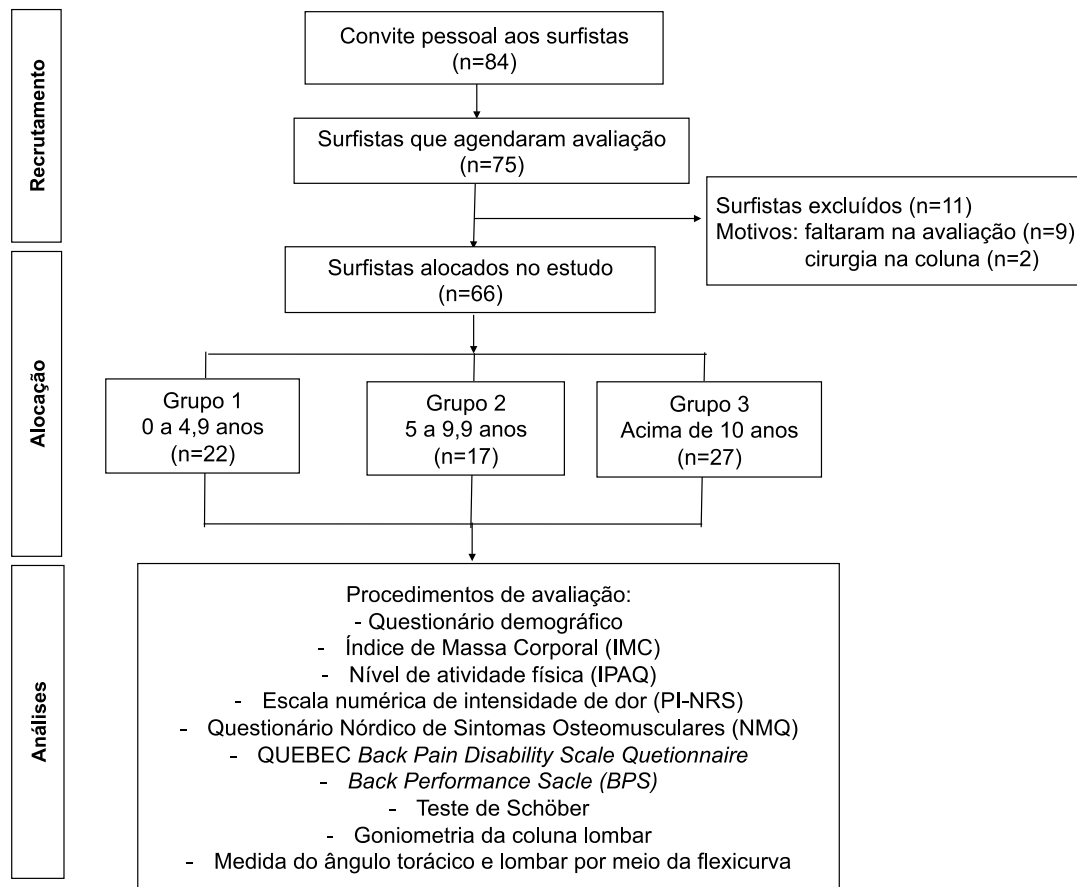 Recrutamento
Convite pessoal aos surfistas
(n=84)
Surfistas que agendaram avaliação
(n=75)
Surfistas excluídos (n=11)
Motivos: faltaram na avaliação (n=9)
cirurgia na coluna (n=2)
Alocação
Surfistas alocados no estudo
(n=66)
Grupo 1
0 a 4,9 anos
(n=22)
Grupo 2
5 a 9,9 anos
(n=17)
Grupo 3
Acima de 10 anos
(n=27)
Análises
Procedimentos de avaliação:
- Questionário demográfico
- Índice de Massa Corporal (IMC)
- Nível de atividade física (IPAQ)
- Escala numérica de intensidade de dor (PI-NRS)
- Questionário Nórdico de Sintomas Osteomusculares (NMQ)
- QUEBEC Back Pain Disability Scale Quetionnaire
- Back Performance Sacle (BPS)
- Teste de Schöber
- Goniometria da coluna lombar
- Medida do ângulo torácico e lombar por meio da flexicurva